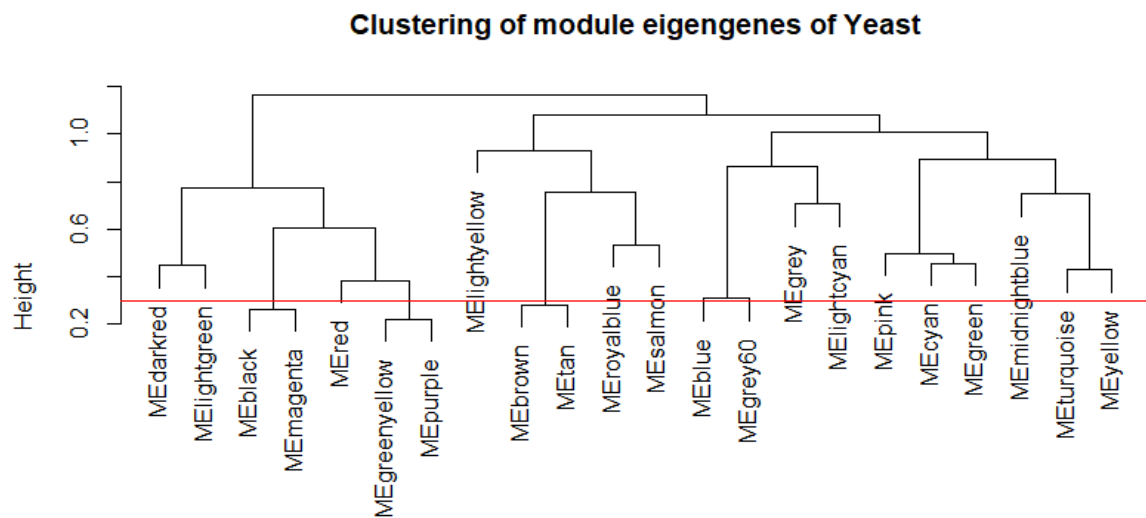 Clustering of module eigengenes of Yeast
Height
1.0
0.6
0.2
MEdarkred
MElightgreen
MEblack
MEmagenta
MEred
MEgreenyellow
MEpurple
MElightyellow
MEbrown
MEtan
MEroyalblue
MEsalmon
MEblue
MEgrey60
MEgrey
MElightcyan
MEpink
MEcyan
MEgreen
MEmidnightblue
MEturquoise
MEyellow